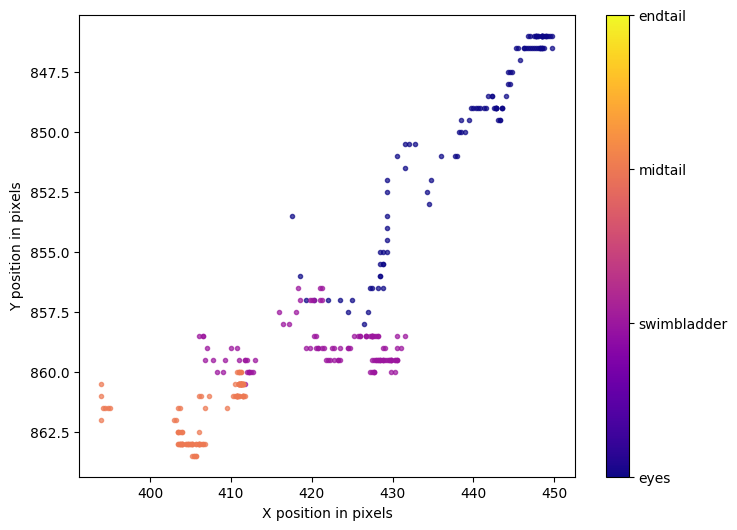 847.5
850.0
852.5
855.0
857.5
860.0
862.5
Y position in pixels
400 410 420 430 440 450
X position in pixels
endtail
midtail
swimbladder
eyes